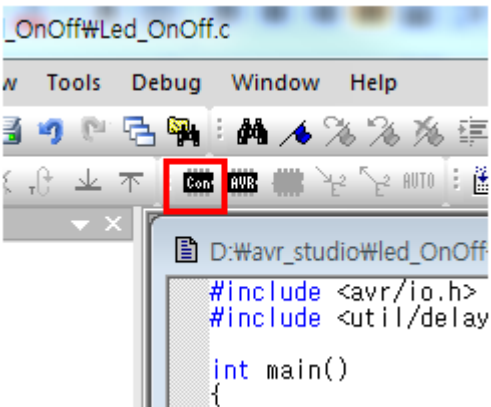 _OnOff₩Led_OnOff.c
w Tools Debug Window Help
Con AVR AUTO
D:₩avr_studio₩led_OnOff
#include <avr/io.h>
#include <util/delay
int main()
{